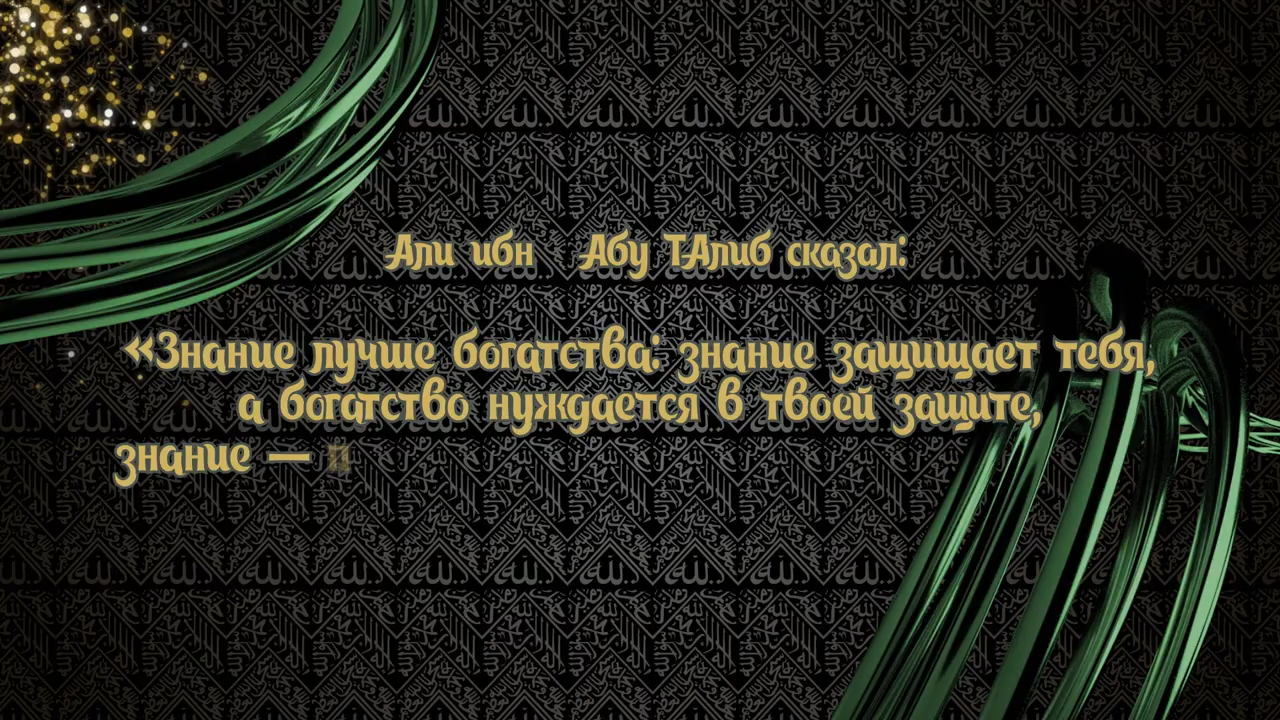 Али ибн Абу ТАлиб сказал:
«Знание лучше богатства: знание защищает тебя,
а богатство нуждается в твоей защите,
знание —